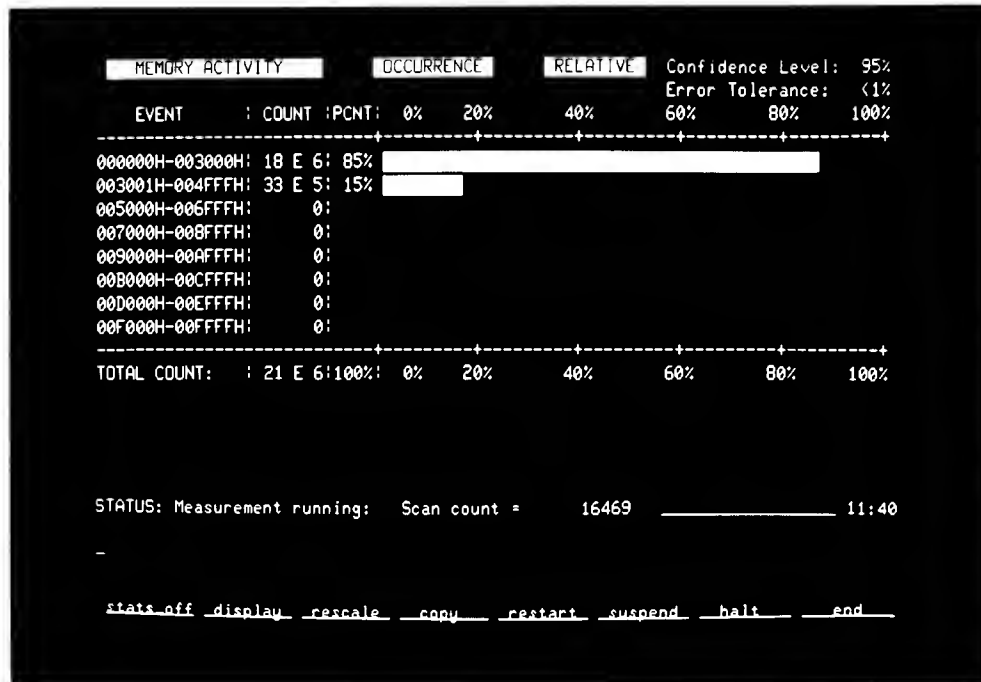 MEMORY ACTIVITY OCCURRENCE RELATIVE Confidence Level: 95%
Error Tolerance: <1%
EVENT ¦ COUNT ¦PCNT¦ 0% 20% 40% 60% 80% 100%
----------------------------+---------+---------+---------+---------+---------+
000000H-003000H¦ 18 E 6¦ 85%
003001H-004FFFH¦ 33 E 5¦ 15%
005000H-006FFFH¦ 0¦
007000H-008FFFH¦ 0¦
009000H-00AFFFH¦ 0¦
00B000H-00CFFFH¦ 0¦
00D000H-00EFFFH¦ 0¦
00F000H-00FFFFH¦ 0¦
----------------------------+---------+---------+---------+---------+---------+
TOTAL COUNT: ¦ 21 E 6¦100%¦ 0% 20% 40% 60% 80% 100%
STATUS: Measurement running: Scan count = 16469 ________________ 11:40
_
stats off display rescale copy restart suspend halt end